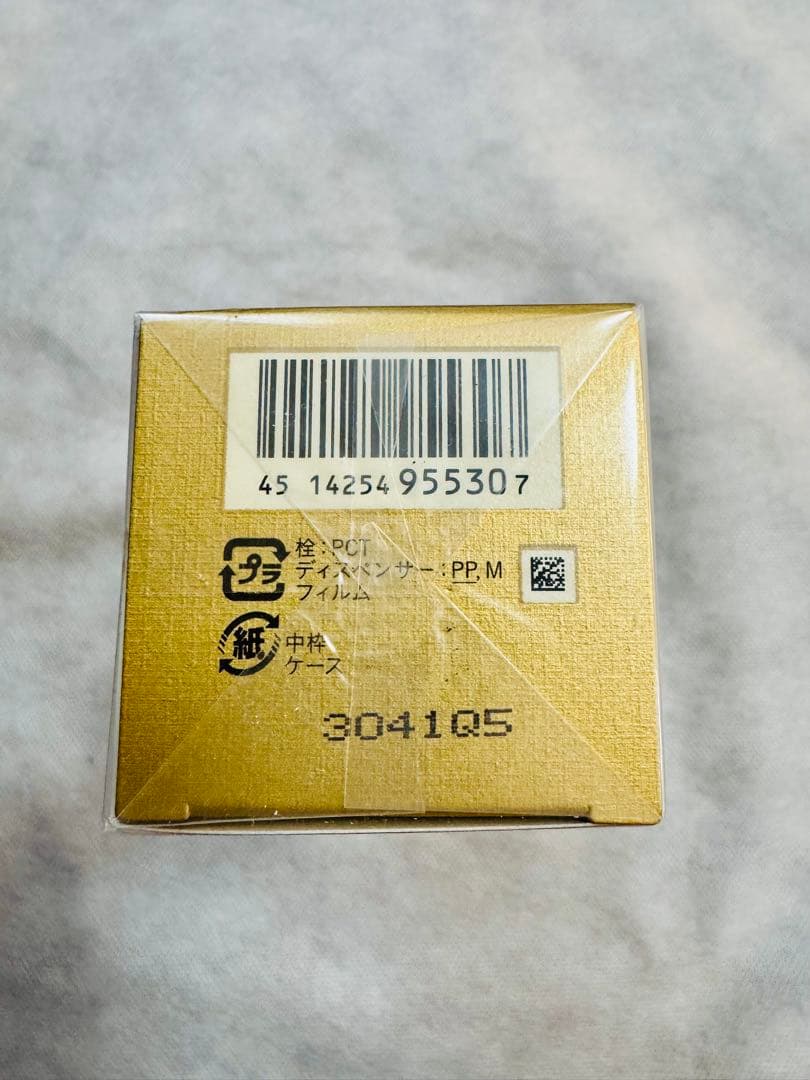 45 14254 95530 7
プラ
栓:PCT
ディスペンサー:PP,M
フィルム
紙
中枠
ケース
3041Q5